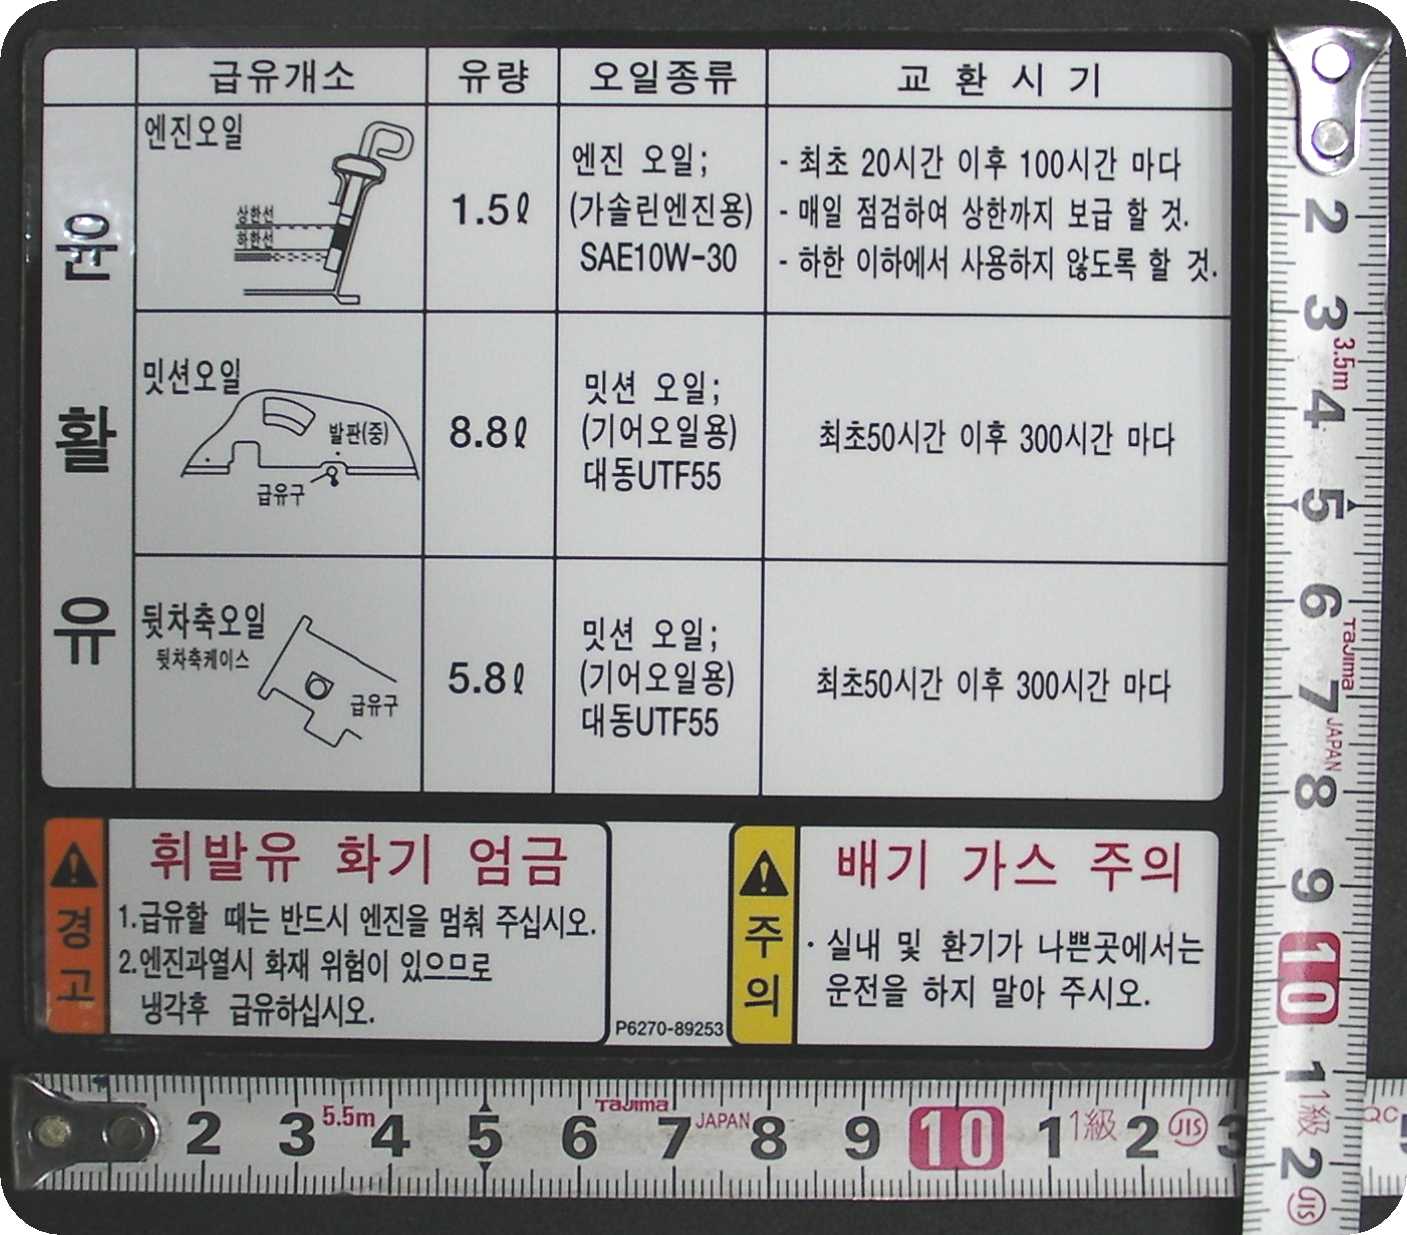 급유개소 유량 오일종류 교 환 시 기
윤
활
유
엔진오일
상한선
하한선
1.5ℓ
엔진 오일;
(가솔린엔진용)
SAE10W-30
- 최초 20시간 이후 100시간 마다
- 매일 점검하여 상한까지 보급 할 것.
- 하한 이하에서 사용하지 않도록 할 것.
밋션오일
발판(중)
급유구
8.8ℓ
밋션 오일;
(기어오일용)
대동UTF55
최초50시간 이후 300시간 마다
뒷차축오일
뒷차축케이스
급유구
5.8ℓ
밋션 오일;
(기어오일용)
대동UTF55
최초50시간 이후 300시간 마다
경
고
휘발유 화기 엄금
1.급유할 때는 반드시 엔진을 멈춰 주십시오.
2.엔진과열시 화재 위험이 있으므로
냉각후 급유하십시오.
P6270-89253
주
의
배기 가스 주의
· 실내 및 환기가 나쁜곳에서는
운전을 하지 말아 주시오.
2 3 5.5m 4 5 6 Tajima 7 JAPAN 8 9 10 1 1級 2 JIS 3
2
3
3.5m
4
5
6
Tajima
7
JAPAN
8
9
10
1
1級
2
JIS
QC